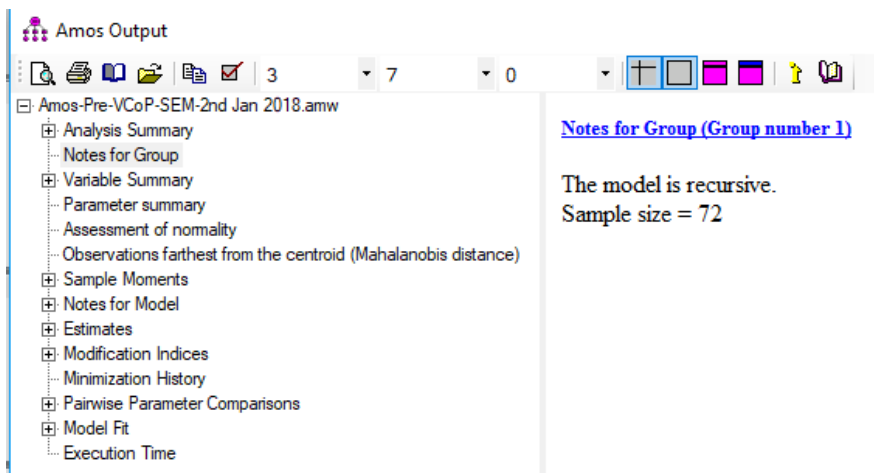 Amos Output
3 7 0
Amos-Pre-VCoP-SEM-2nd Jan 2018.amw
Analysis Summary
Notes for Group
Variable Summary
Parameter summary
Assessment of normality
Observations farthest from the centroid (Mahalanobis distance)
Sample Moments
Notes for Model
Estimates
Modification Indices
Minimization History
Pairwise Parameter Comparisons
Model Fit
Execution Time
Notes for Group (Group number 1)
The model is recursive.
Sample size = 72